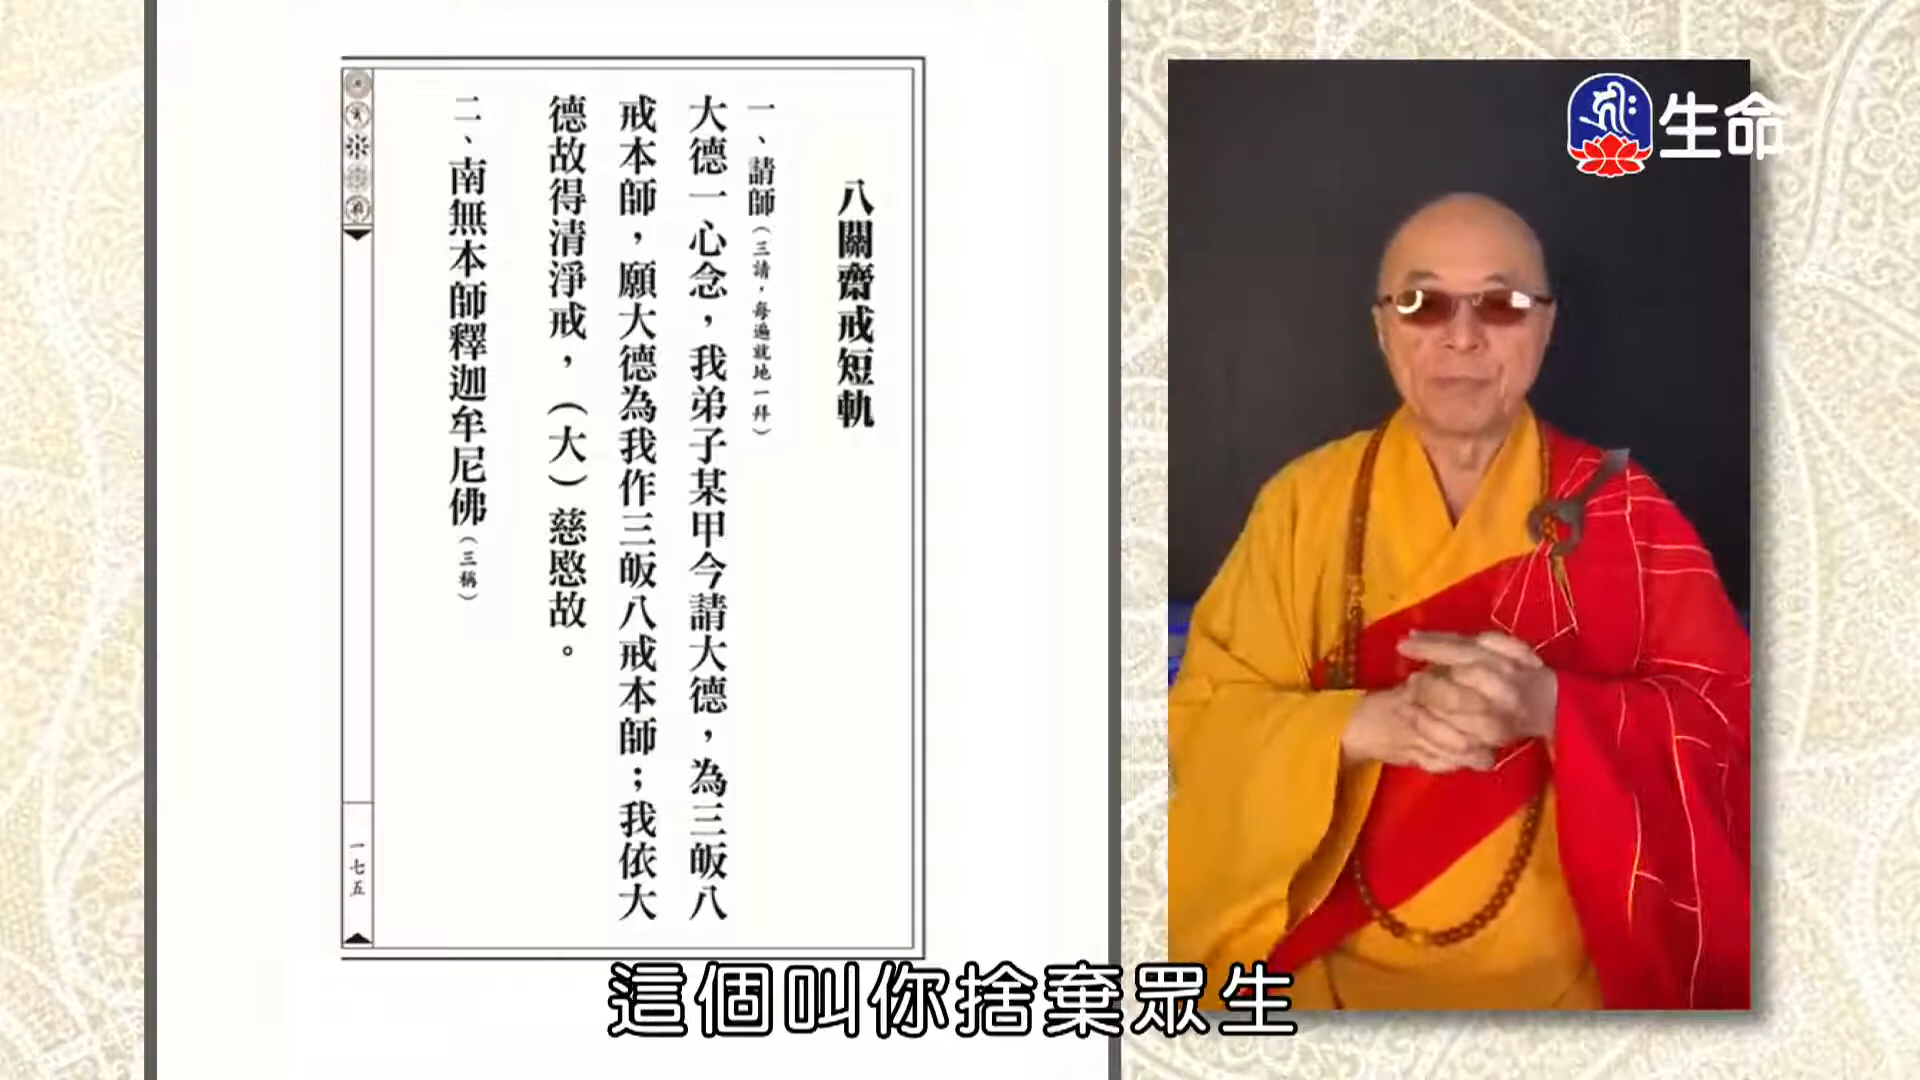 八關齋戒短軌
一、請師（三請，每遍就地一拜）
大德一心念，我弟子某甲今請大德，為三皈八
戒本師，願大德為我作三皈八戒本師；我依大
德故得清淨戒，（大）慈愍故。
二、南無本師釋迦牟尼佛（三稱）
一七五
生命
這個叫你捨棄眾生